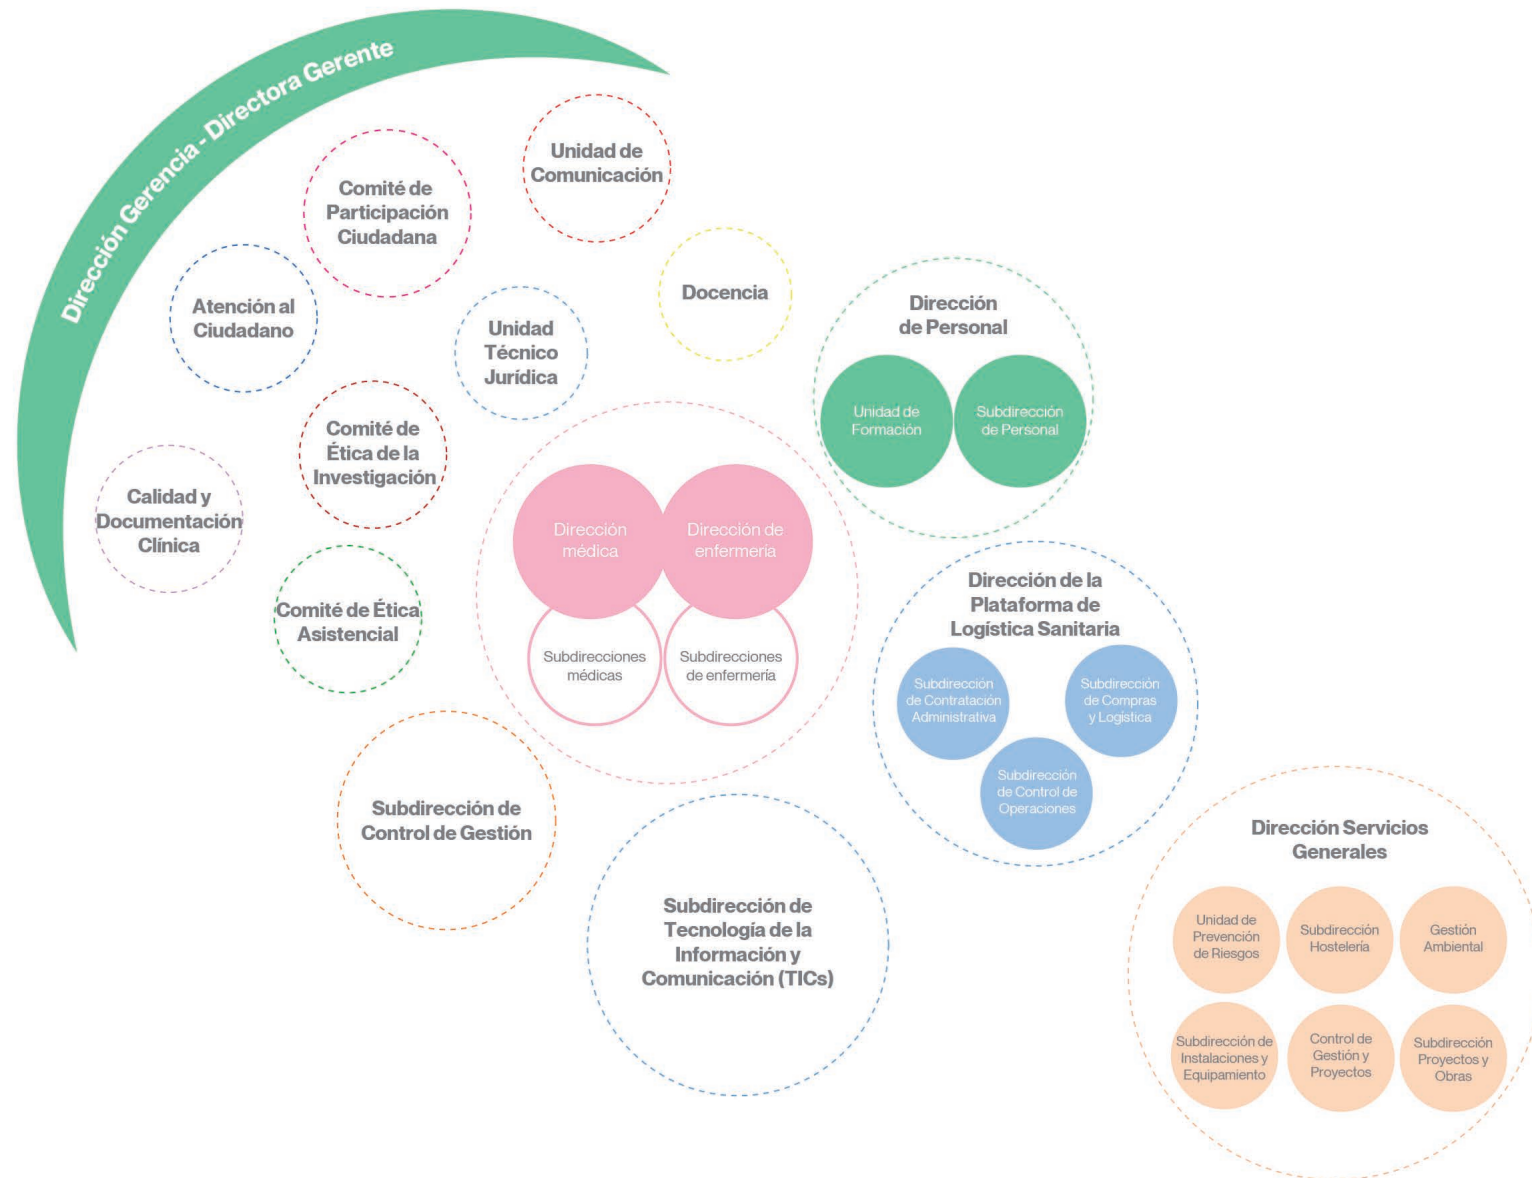 Dirección Gerencia - Directora Gerente
Unidad de
Comunicación
Comité de
Participación
Ciudadana
Docencia
Atención al
Ciudadano
Unidad
Técnico
Jurídica
Dirección
de Personal
Unidad de
Formación
Subdirección
de Personal
Comité de
Ética de la
Investigación
Calidad y
Documentación
Clínica
Dirección
médica
Dirección de
enfermería
Subdirecciones
médicas
Subdirecciones
de enfermería
Comité de Ética
Asistencial
Dirección de la
Plataforma de
Logística Sanitaria
Subdirección
de Contratación
Administrativa
Subdirección
de Compras
y Logística
Subdirección
de Control de
Operaciones
Subdirección de
Control de Gestión
Subdirección de
Tecnología de la
Información y
Comunicación (TICs)
Dirección Servicios
Generales
Unidad de
Prevención
de Riesgos
Subdirección
Hostelería
Gestión
Ambiental
Subdirección de
Instalaciones y
Equipamiento
Control de
Gestión y
Proyectos
Subdirección
Proyectos y
Obras